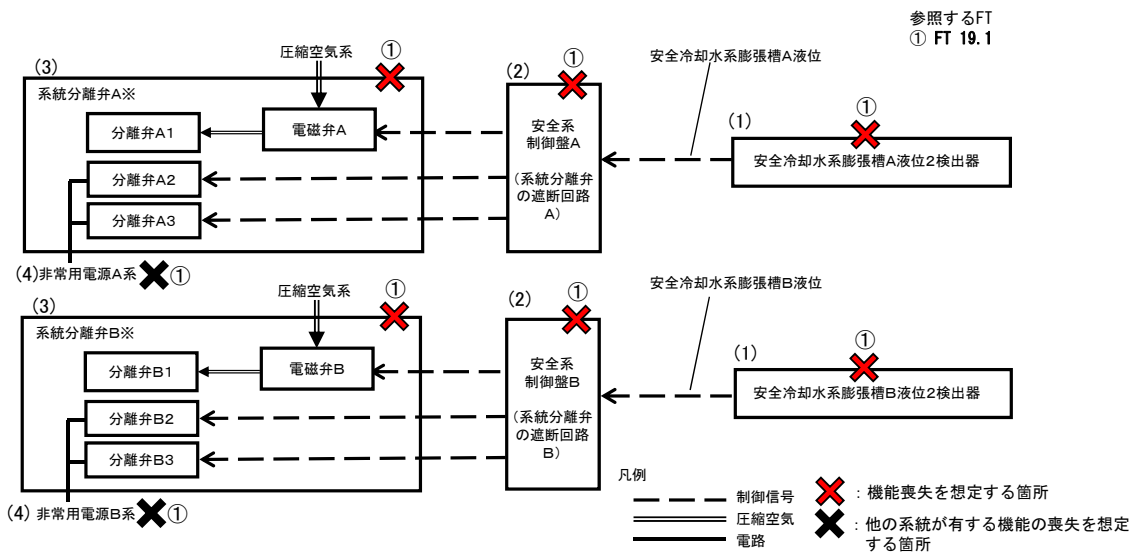 参照するFT
① FT 19.1
圧縮空気系
①
(3)
系統分離弁A※
分離弁A1
電磁弁A
分離弁A2
分離弁A3
(4)非常用電源A系
①
(2)
①
安全系
制御盤A
(系統分離弁
の遮断回路
A)
安全冷却水系膨張槽A液位
(1)
①
安全冷却水系膨張槽A液位2検出器
圧縮空気系
①
(3)
系統分離弁B※
分離弁B1
電磁弁B
分離弁B2
分離弁B3
(4) 非常用電源B系
①
(2)
①
安全系
制御盤B
(系統分離弁
の遮断回路
B)
安全冷却水系膨張槽B液位
(1)
①
安全冷却水系膨張槽B液位2検出器
凡例
制御信号
圧縮空気
電路
：機能喪失を想定する箇所
：他の系統が有する機能の喪失を想定
する箇所